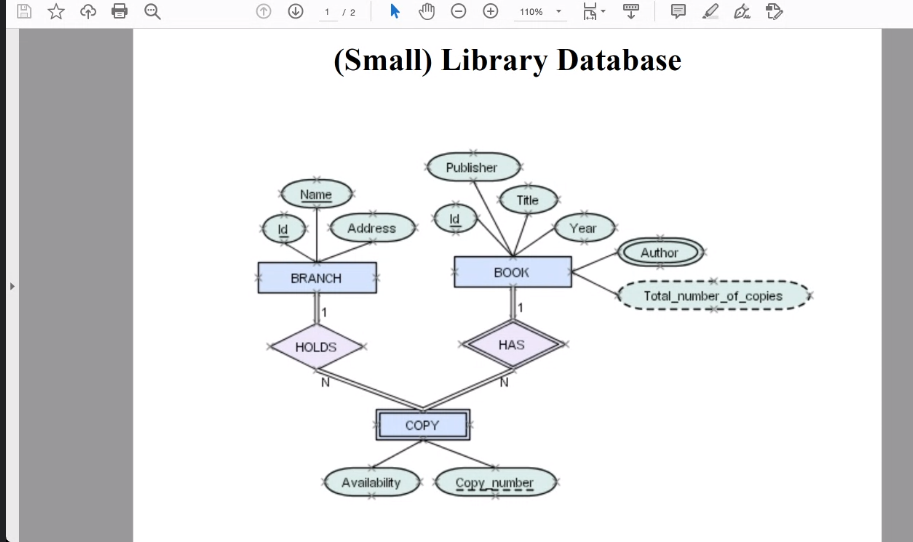 1 / 2
110%
(Small) Library Database
Publisher
Name
Title
Id
Address
Id
Year
Author
BRANCH
BOOK
Total_number_of_copies
1
1
HOLDS
HAS
N
N
COPY
Availability
Copy_number